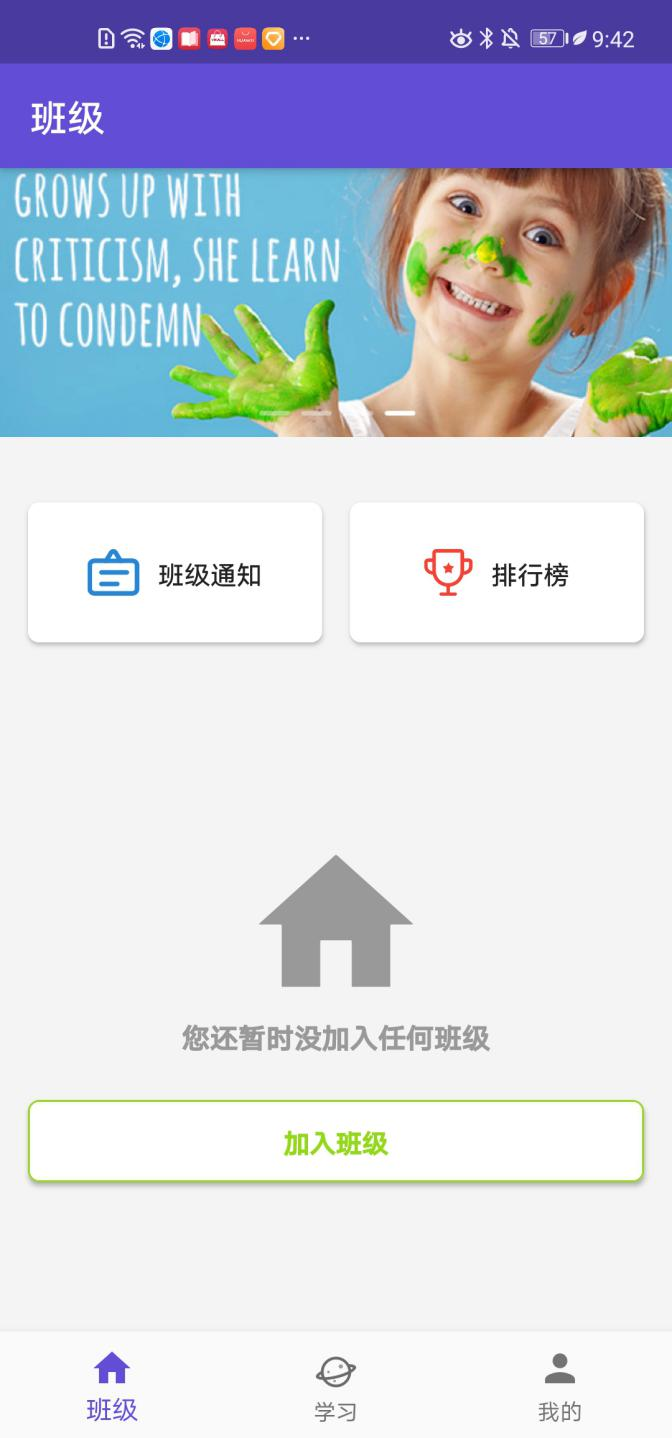 57 9:42
班级
GROWS UP WITH
CRITICISM, SHE LEARN
TO CONDEMN
班级通知
排行榜
您还暂时没加入任何班级
加入班级
班级
学习
我的